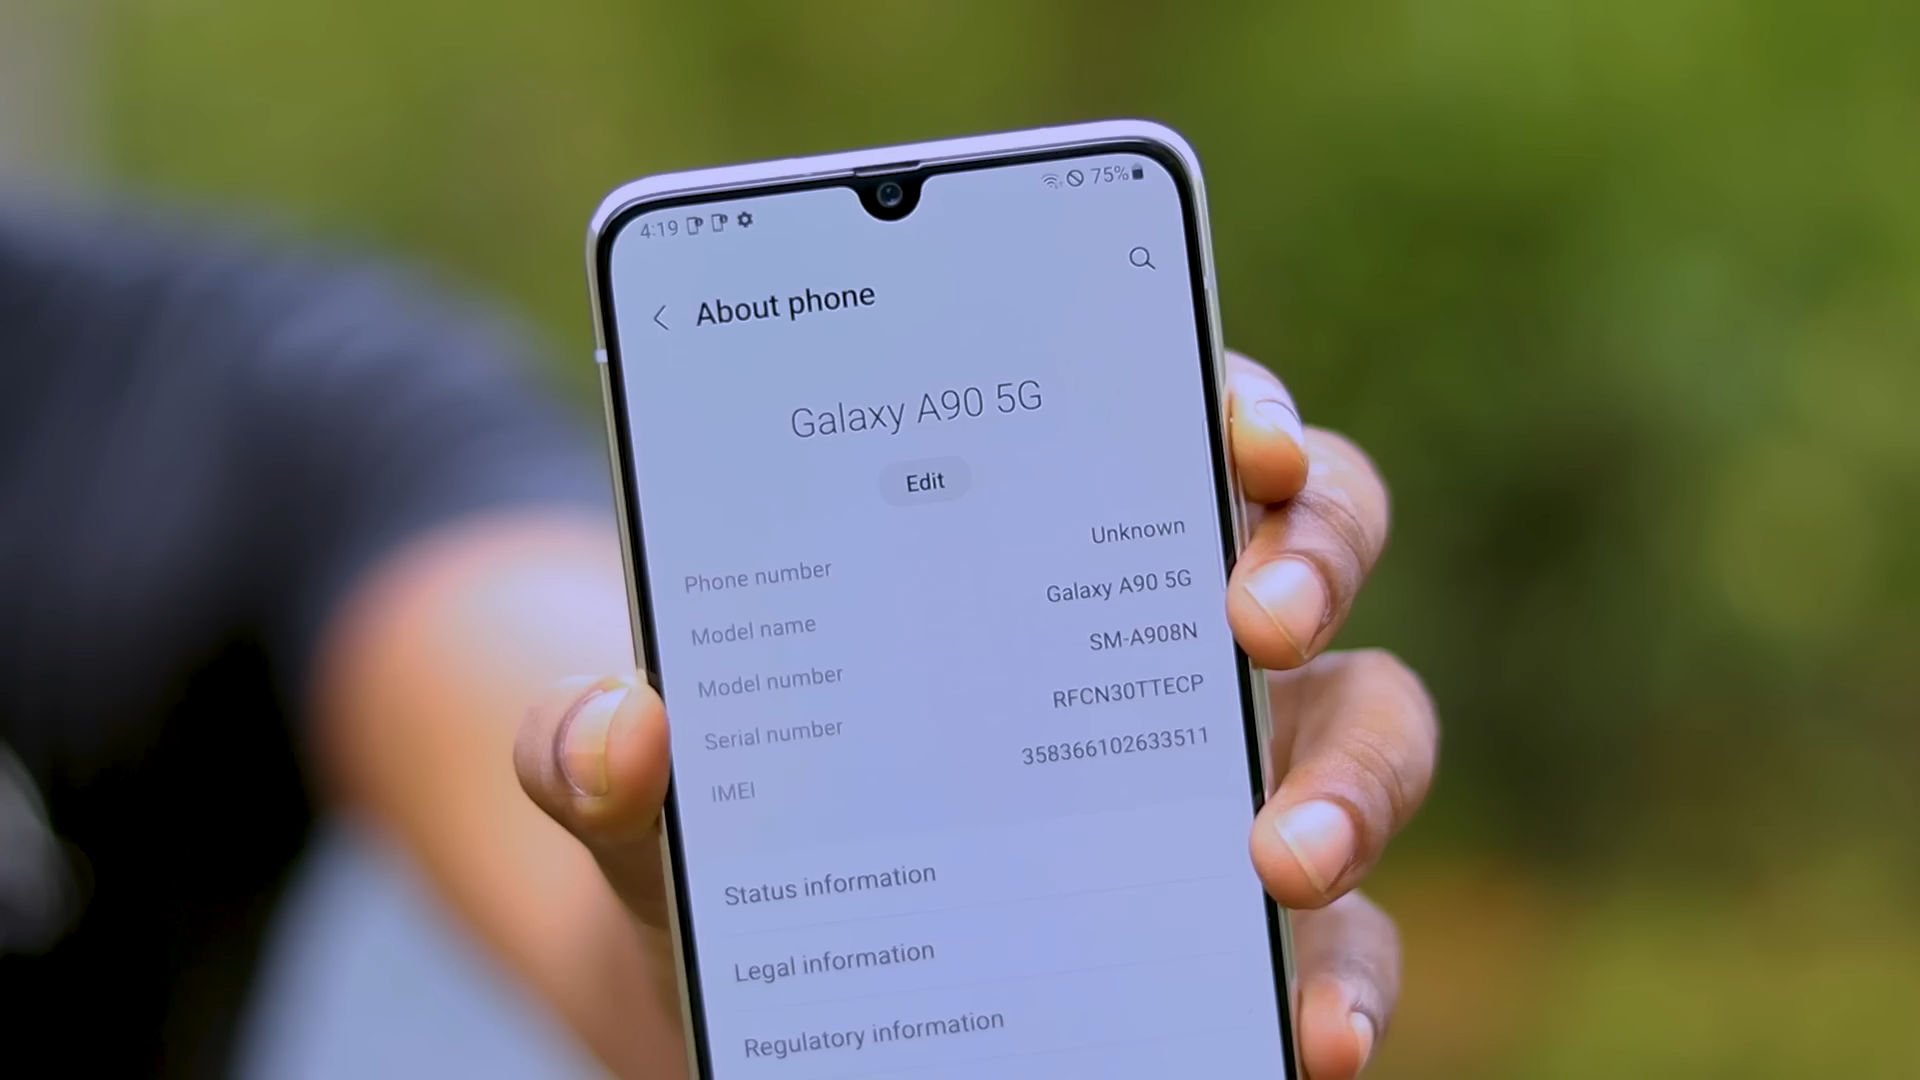 4:19
75%
About phone
Galaxy A90 5G
Edit
Phone number Unknown
Model name Galaxy A90 5G
Model number SM-A908N
Serial number RFCN30TTECP
IMEI 358366102633511
Status information
Legal information
Regulatory information